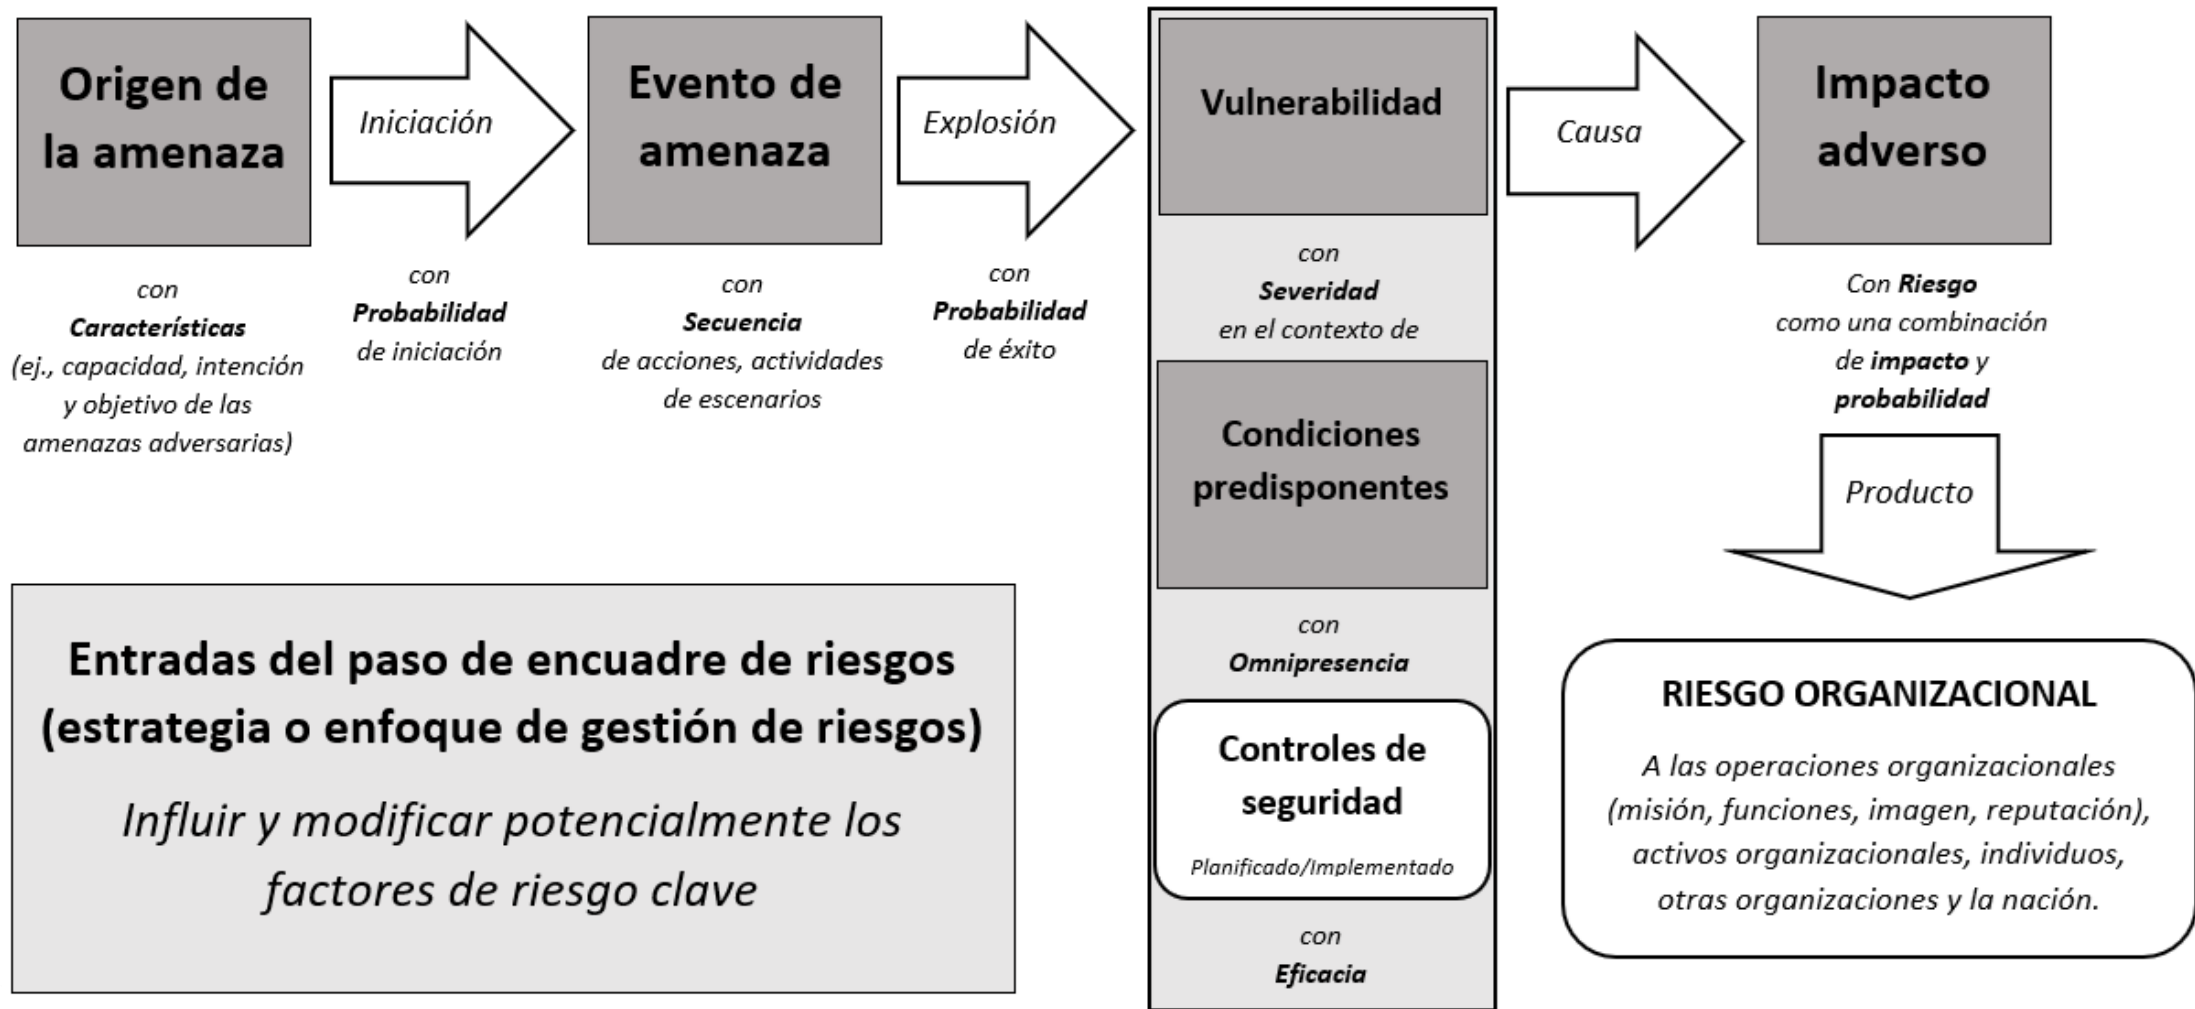 Origen de
la amenaza
con
Características
(ej., capacidad, intención
y objetivo de las
amenazas adversarias)
Iniciación
con
Probabilidad
de iniciación
Evento de
amenaza
con
Secuencia
de acciones, actividades
de escenarios
Explosión
con
Probabilidad
de éxito
Vulnerabilidad
con
Severidad
en el contexto de
Condiciones
predisponentes
con
Omnipresencia
Controles de
seguridad
Planificado/Implementado
con
Eficacia
Causa
Impacto
adverso
Con Riesgo
como una combinación
de impacto y
probabilidad
Producto
RIESGO ORGANIZACIONAL
A las operaciones organizacionales
(misión, funciones, imagen, reputación),
activos organizacionales, individuos,
otras organizaciones y la nación.
Entradas del paso de encuadre de riesgos
(estrategia o enfoque de gestión de riesgos)
Influir y modificar potencialmente los
factores de riesgo clave